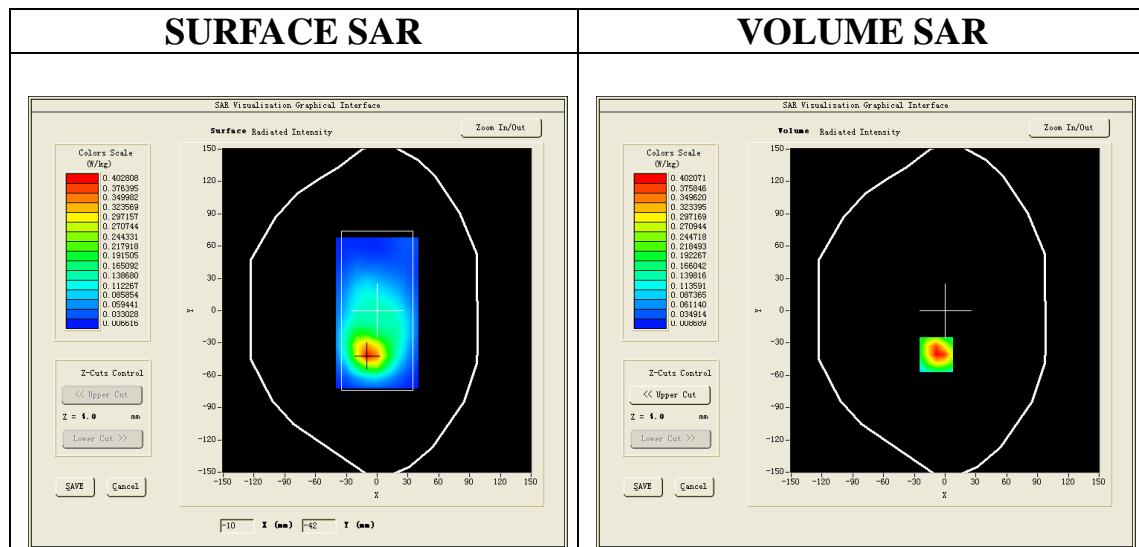 SURFACE SAR
VOLUME SAR
SAR Visualisation Graphical Interface
Surface Radiated Intensity
Zoom In/Out
Colors Scale
(W/kg)
0.402808
0.376395
0.349982
0.323569
0.297157
0.270744
0.244331
0.217918
0.191505
0.165092
0.138680
0.112267
0.085854
0.059441
0.033028
0.006616
150
120
90
60
30
0
-30
-60
-90
-120
-150
Y
-150 -120 -90 -60 -30 0 30 60 90 120 150
X
Z-Cuts Control
<< Upper Cut
Z = 4.0 mm
Lower Cut >>
SAVE Cancel
-10 X (mm) -42 Y (mm)
SAR Visualisation Graphical Interface
Volume Radiated Intensity
Zoom In/Out
Colors Scale
(W/kg)
0.402071
0.375846
0.349620
0.323395
0.297169
0.270944
0.244718
0.218493
0.192267
0.166042
0.139816
0.113591
0.087365
0.061140
0.034914
0.008689
150
120
90
60
30
0
-30
-60
-90
-120
-150
Y
-150 -120 -90 -60 -30 0 30 60 90 120 150
X
Z-Cuts Control
<< Upper Cut
Z = 4.0 mm
Lower Cut >>
SAVE Cancel